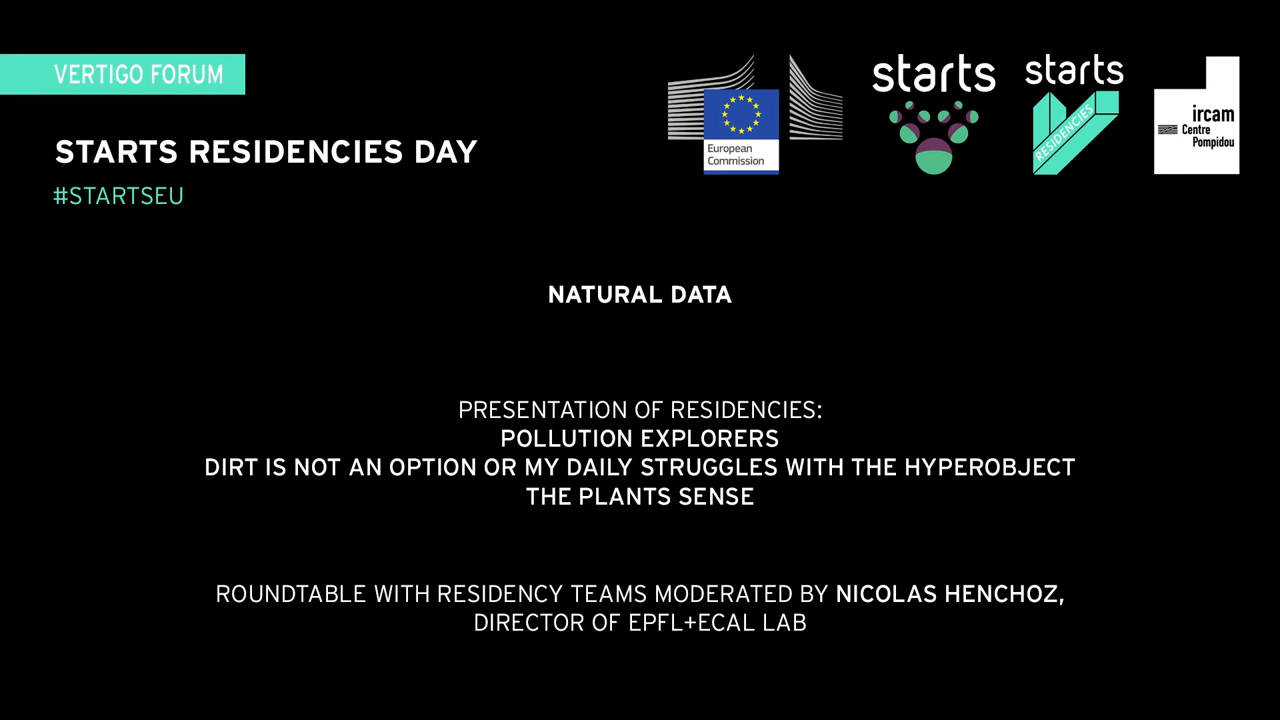 VERTIGO FORUM
STARTS RESIDENCIES DAY
#STARTSEU
European
Commission
starts
starts
RESIDENCIES
ircam
Centre
Pompidou
NATURAL DATA
PRESENTATION OF RESIDENCIES:
POLLUTION EXPLORERS
DIRT IS NOT AN OPTION OR MY DAILY STRUGGLES WITH THE HYPEROBJECT
THE PLANTS SENSE
ROUNDTABLE WITH RESIDENCY TEAMS MODERATED BY NICOLAS HENCHOZ,
DIRECTOR OF EPFL+ECAL LAB